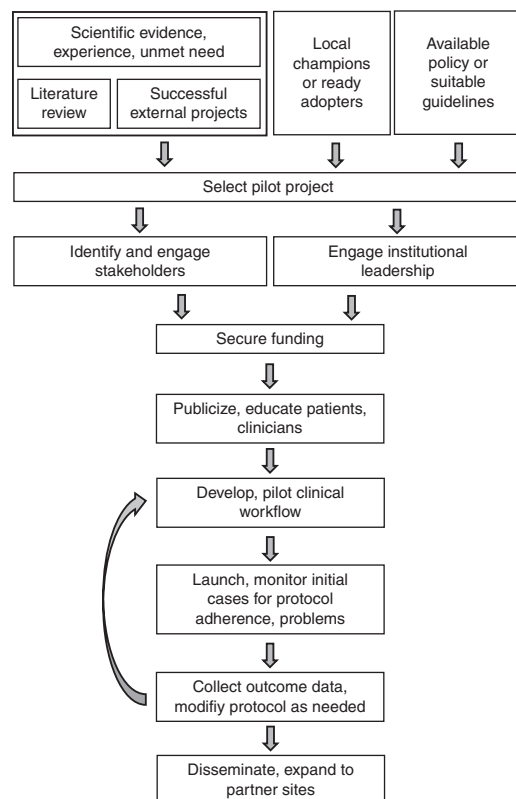 Scientific evidence,
experience, unmet need
Literature
review
Successful
external projects
Local
champions
or ready
adopters
Available
policy or
suitable
guidelines
Select pilot project
Identify and engage
stakeholders
Engage institutional
leadership
Secure funding
Publicize, educate patients,
clinicians
Develop, pilot clinical
workflow
Launch, monitor initial
cases for protocol
adherence, problems
Collect outcome data,
modifiy protocol as needed
Disseminate, expand to
partner sites